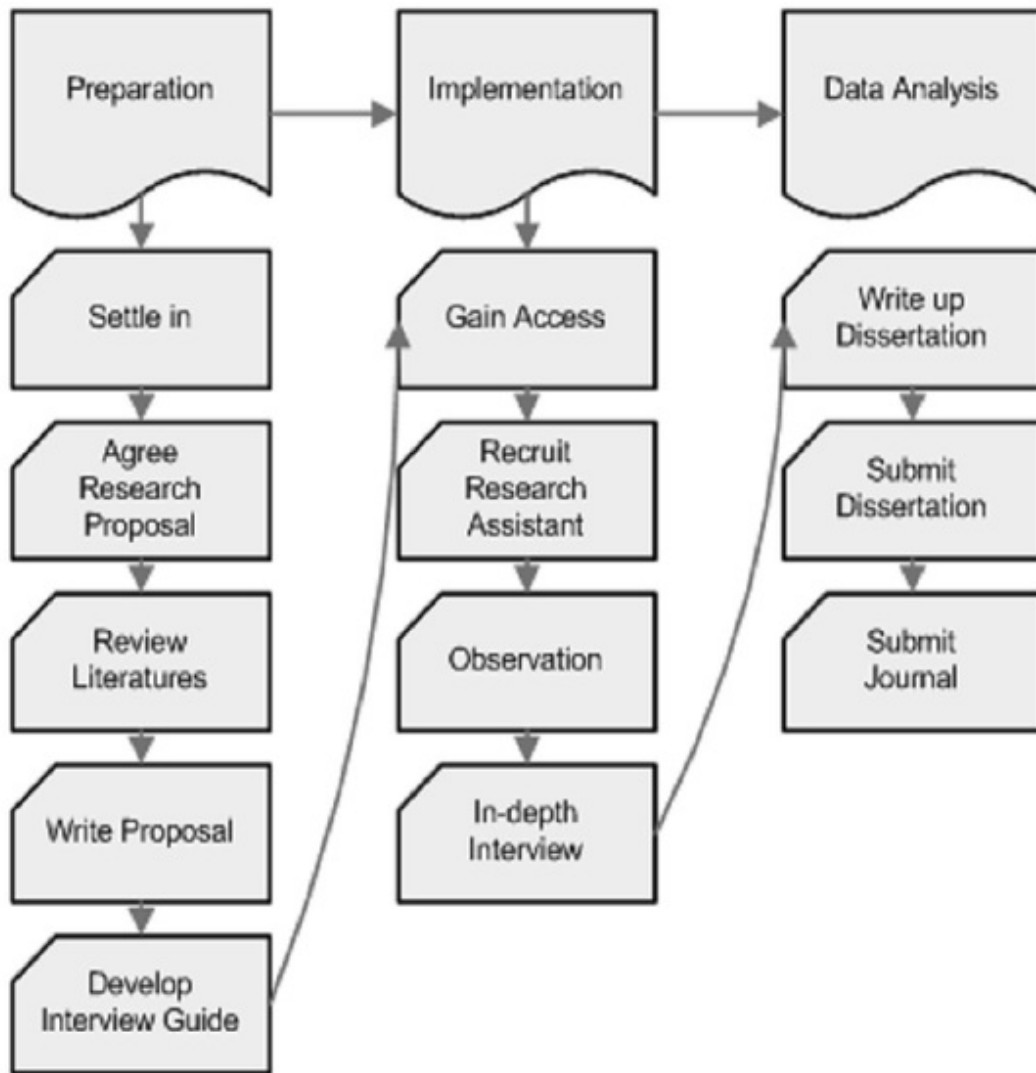 Preparation
Implementation
Data Analysis
Settle in
Agree
Research
Proposal
Review
Literatures
Write Proposal
Develop
Interview Guide
Gain Access
Recruit
Research
Assistant
Observation
In-depth
Interview
Write up
Dissertation
Submit
Dissertation
Submit
Journal